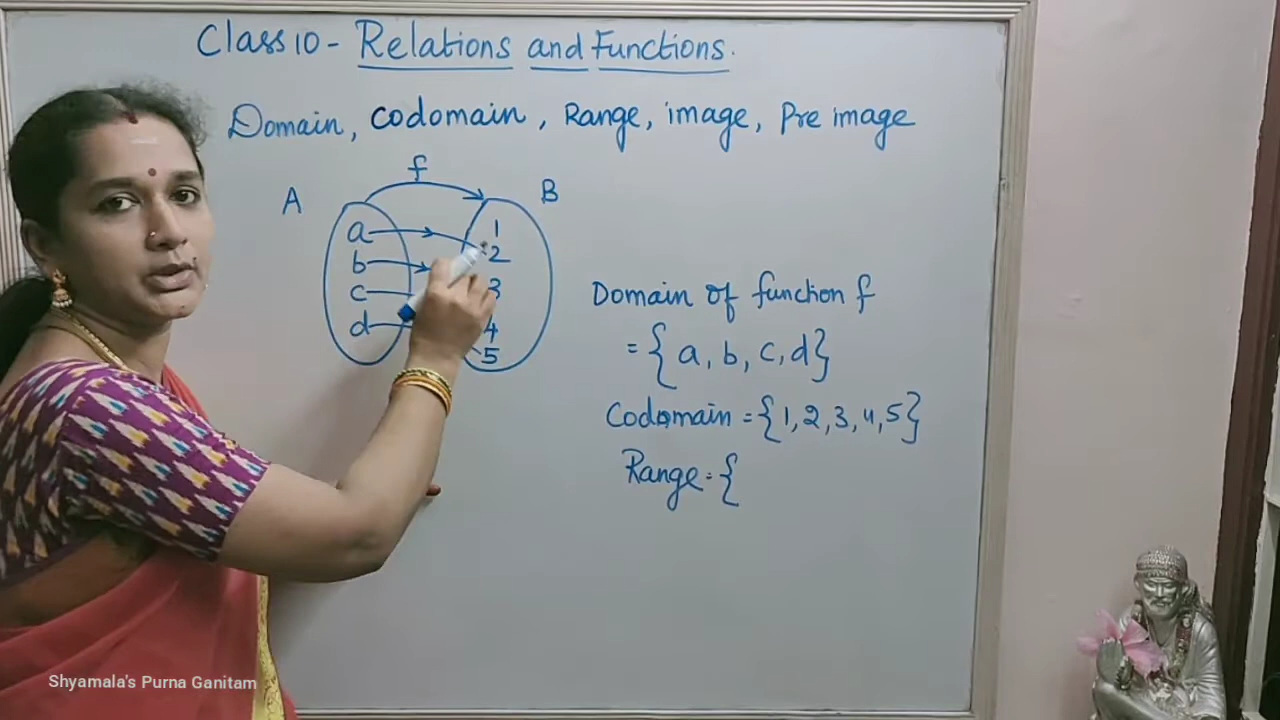 Class 10 - Relations and Functions.
Domain, codomain, Range, image, Pre image
f
A
B
a
b
c
d
1
2
3
4
5
Domain of function f
= { a, b, c, d}
Codomain = {1, 2, 3, 4, 5}
Range = {
Shyamala's Purna Ganitam